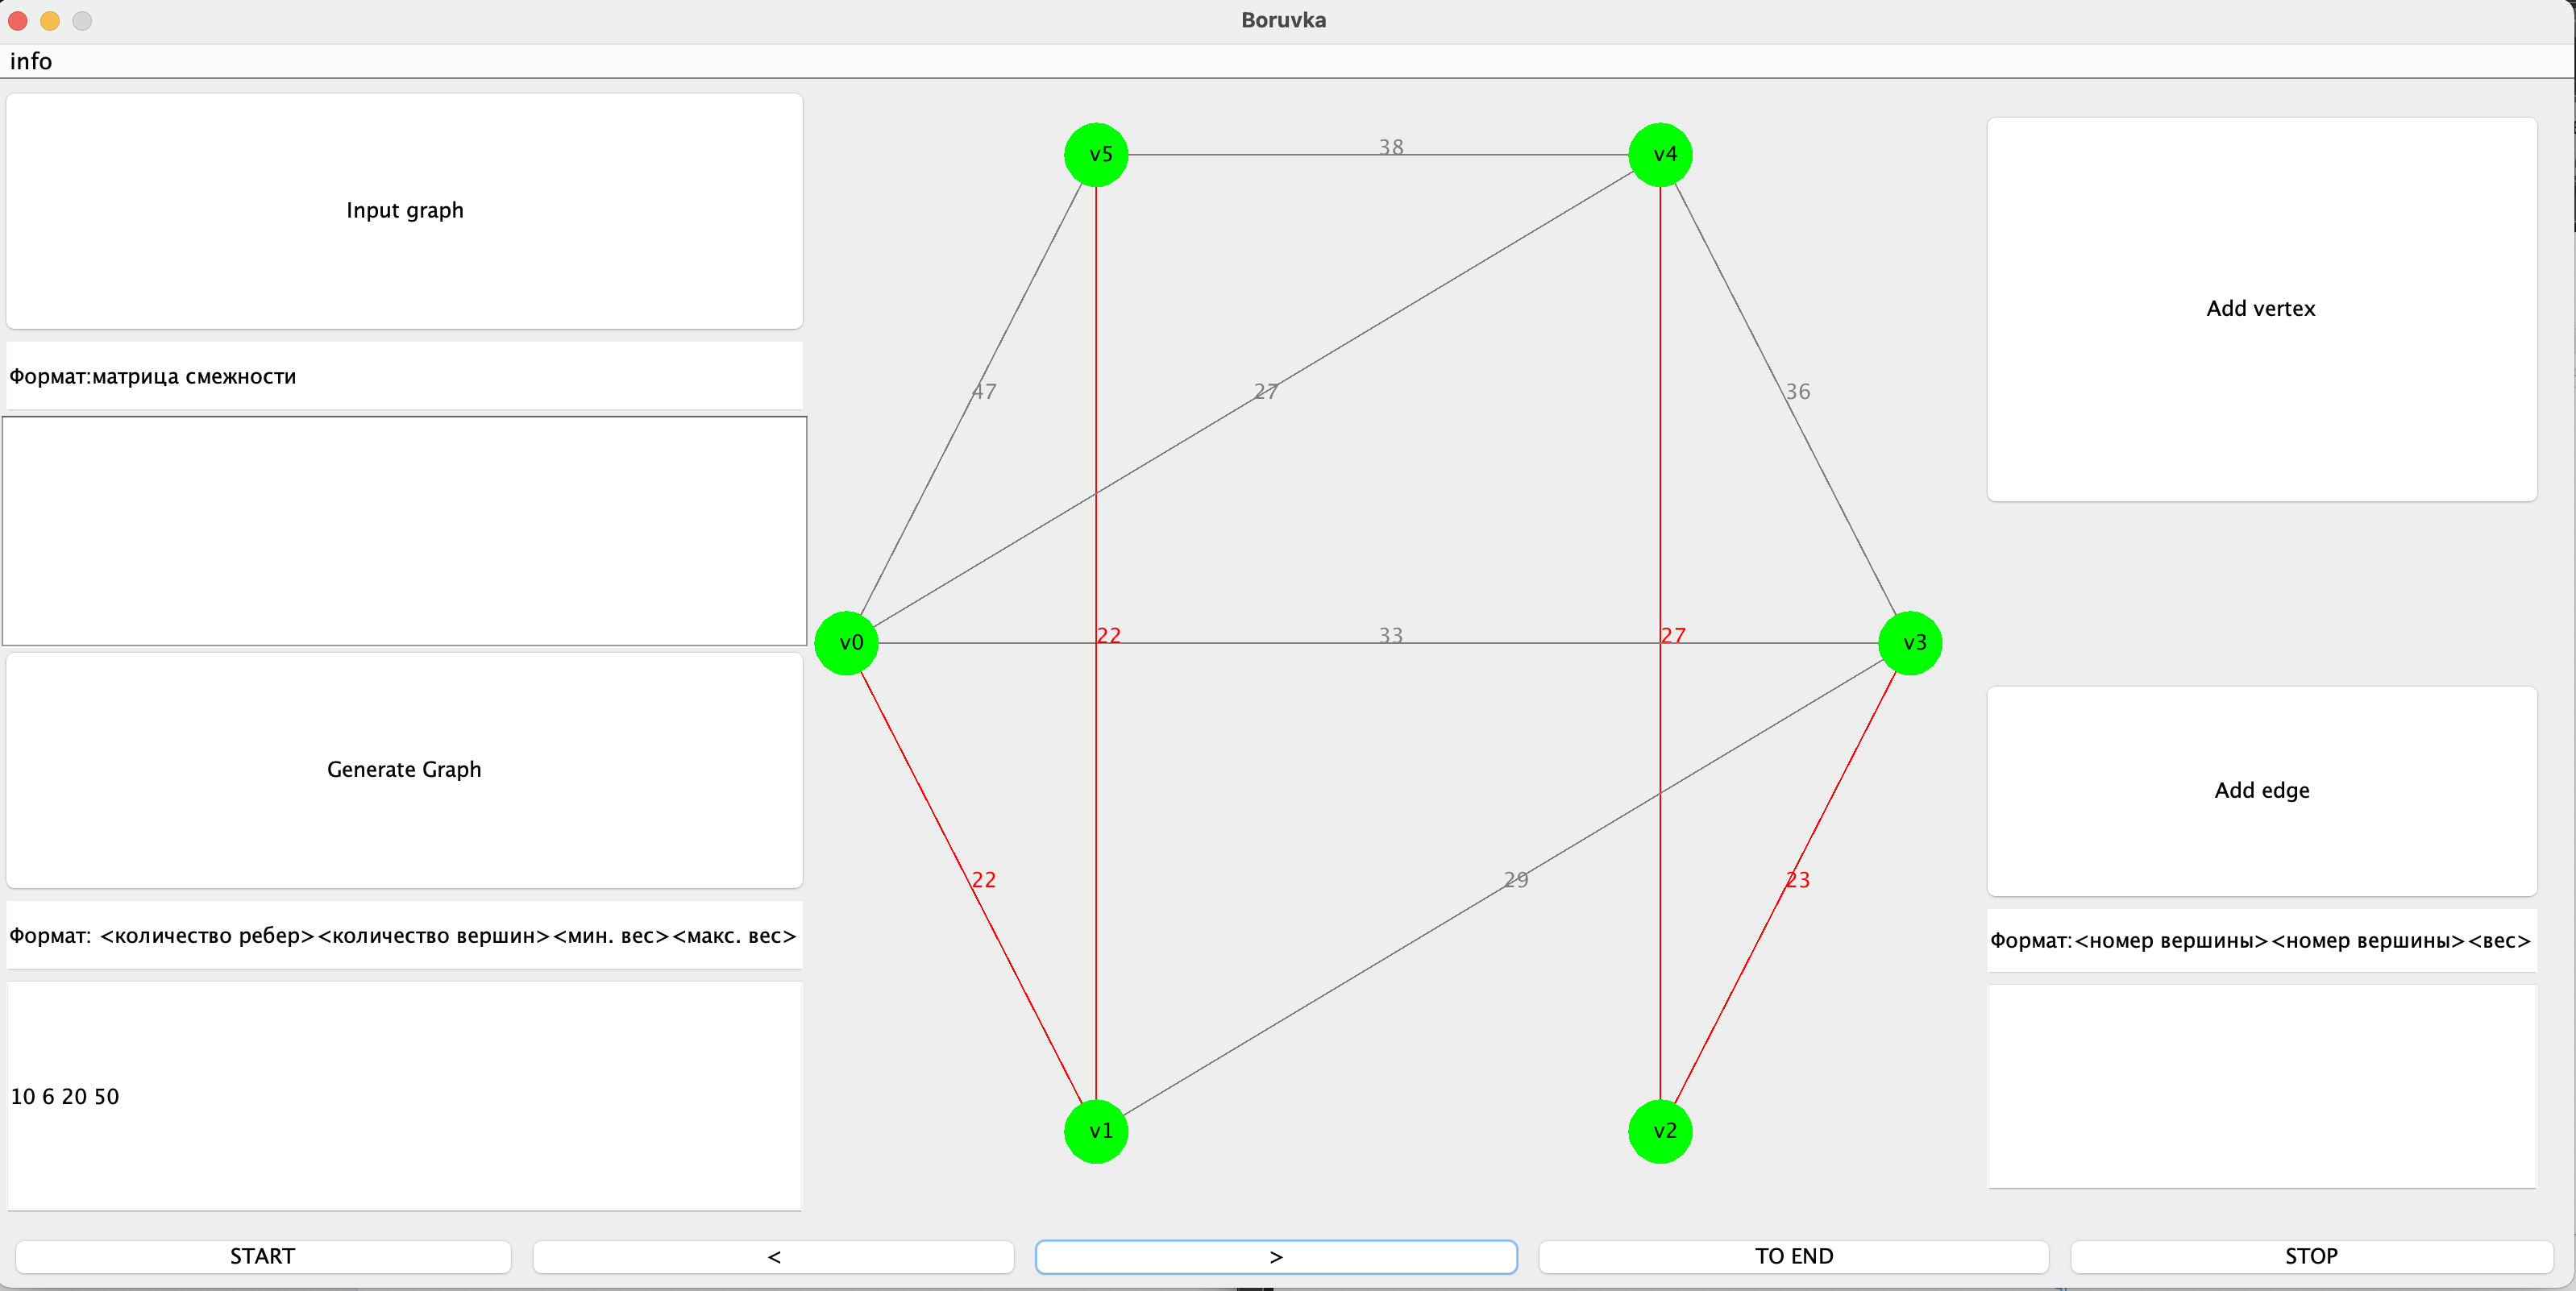 Boruvka
info
Input graph
Формат:матрица смежности
Generate Graph
Формат: <количество ребер><количество вершин><мин. вес><макс. вес>
10 6 20 50
v5
38
v4
47
27
36
v0
22
33
27
v3
22
29
23
v1
v2
Add vertex
Add edge
Формат:<номер вершины><номер вершины><вес>
START
<
>
TO END
STOP